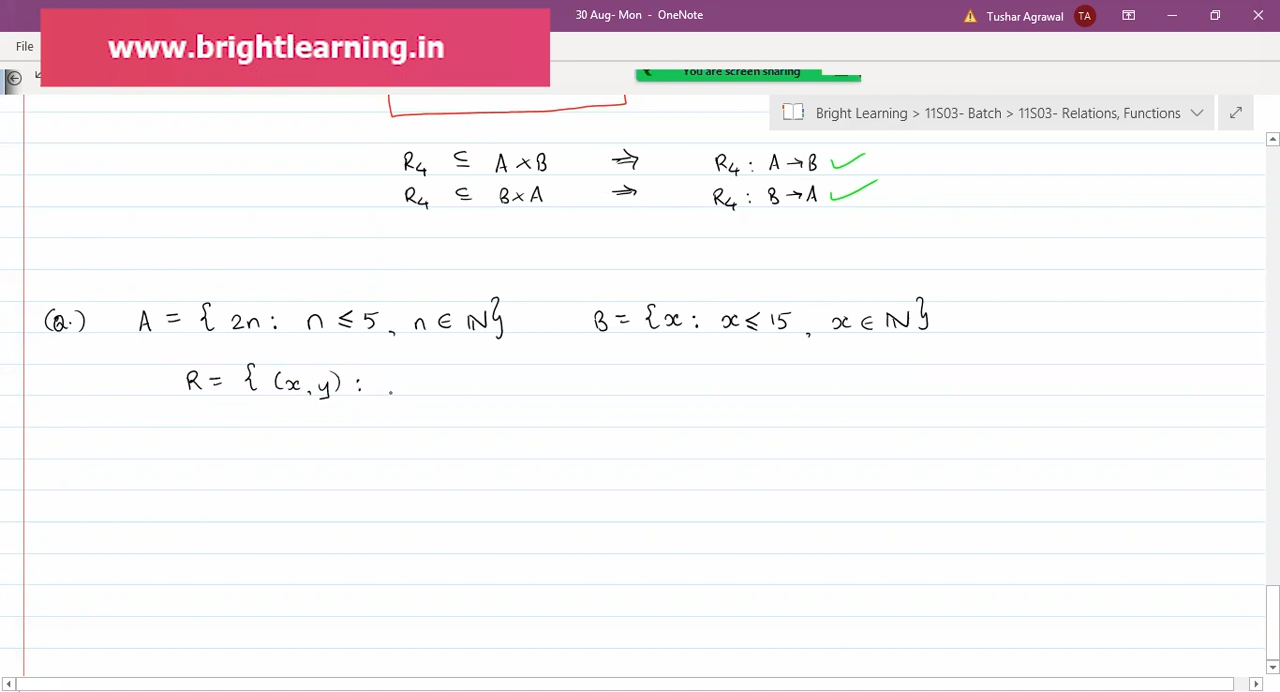 30 Aug- Mon - OneNote
Tushar Agrawal TA
www.brightlearning.in
File
You are screen sharing
Bright Learning > 11S03- Batch > 11S03- Relations, Functions
R₄ ⊆ A×B ⇒ R₄ : A→B ✓
R₄ ⊆ B×A ⇒ R₄ : B→A ✓
(Q.) A = { 2n : n ≤ 5, n ∈ ℕ} B = {x : x ≤ 15, x ∈ ℕ}
R = { (x,y) :